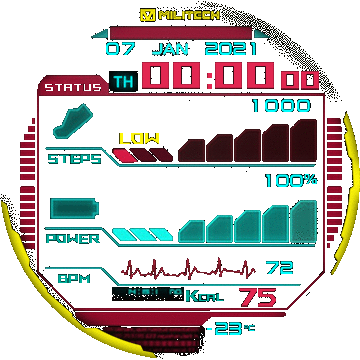 MILITECH
07 JAN 2021
TH 00:00 00
STATUS
1000
LOW
STEPS
100%
POWER
BPM 72
KCAL 75
-23°C